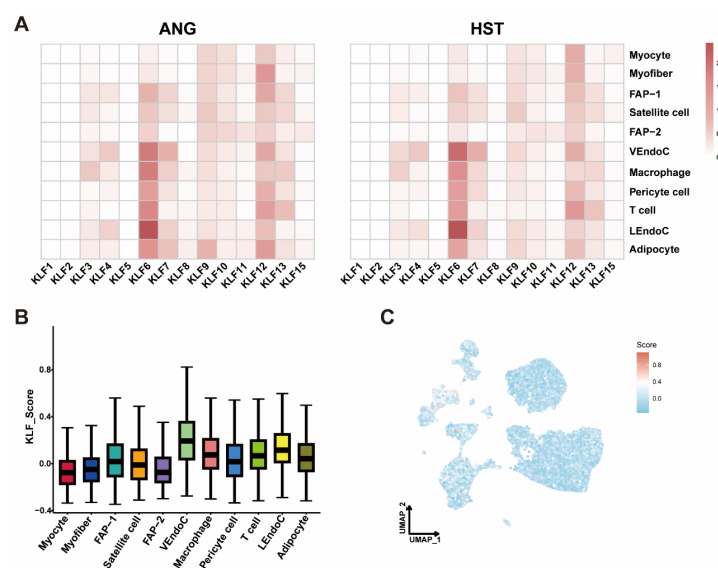 A
ANG
HST
Myocyte
Myofiber
FAP-1
Satellite cell
FAP-2
VEndoC
Macrophage
Pericyte cell
T cell
LEndoC
Adipocyte
KLF1 KLF2 KLF3 KLF4 KLF5 KLF6 KLF7 KLF8 KLF9 KLF10 KLF11 KLF12 KLF13 KLF15
KLF1 KLF2 KLF3 KLF4 KLF5 KLF6 KLF7 KLF8 KLF9 KLF10 KLF11 KLF12 KLF13 KLF15
B
KLF_Score
0.8
0.4
0.0
−0.4
Myocyte Myofiber FAP-1 Satellite cell FAP-2 VEndoC Macrophage Pericyte cell T cell LEndoC Adipocyte
C
Score
0.8
0.4
0.0
UMAP_2
UMAP_1